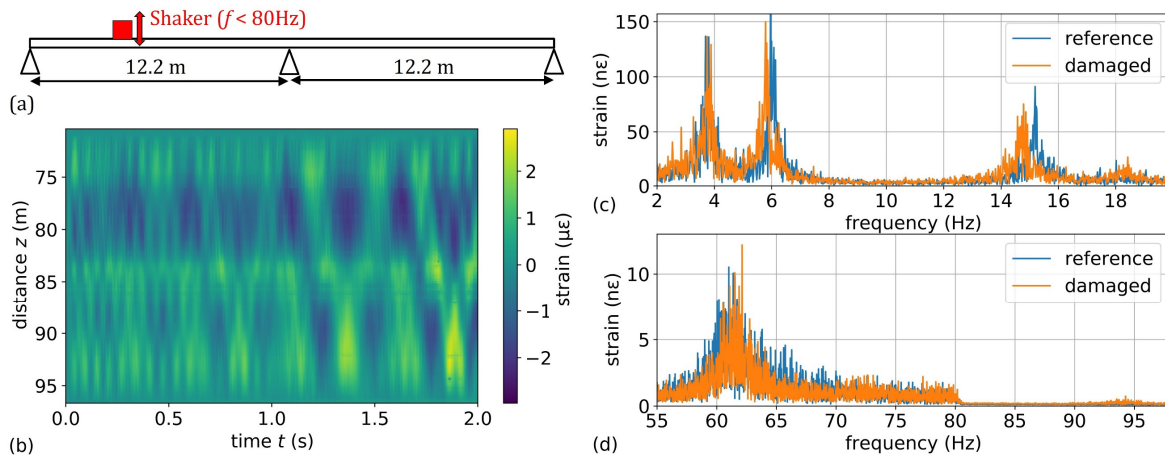 Shaker (f < 80Hz)
12.2 m 12.2 m
(a)
75
80
85
90
95
distance z (m)
0.0 0.5 1.0 1.5 2.0
time t (s)
2
1
0
−1
−2
strain (με)
(b)
150
100
50
0
strain (nε)
reference
damaged
2 4 6 8 10 12 14 16 18
frequency (Hz)
(c)
10
5
0
strain (nε)
reference
damaged
55 60 65 70 75 80 85 90 95
frequency (Hz)
(d)